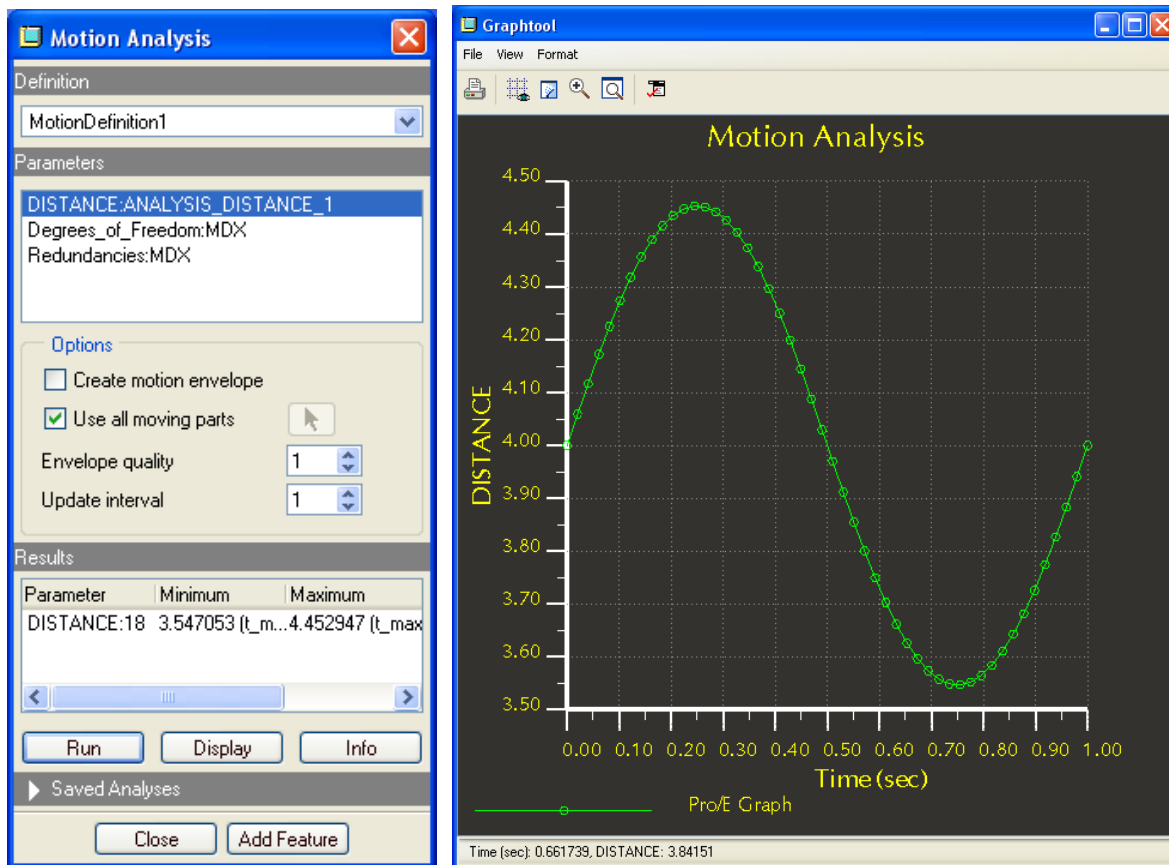 Motion Analysis
Definition
MotionDefinition1
Parameters
DISTANCE:ANALYSIS_DISTANCE_1
Degrees_of_Freedom:MDX
Redundancies:MDX
Options
Create motion envelope
Use all moving parts
Envelope quality 1
Update interval 1
Results
Parameter Minimum Maximum
DISTANCE:18 3.547053 (t_m...4.452947 (t_max
Run Display Info
Saved Analyses
Close Add Feature
Graphtool
File View Format
Motion Analysis
4.50
4.40
4.30
4.20
4.10
4.00
3.90
3.80
3.70
3.60
3.50
DISTANCE
0.00 0.10 0.20 0.30 0.40 0.50 0.60 0.70 0.80 0.90 1.00
Time (sec)
Pro/E Graph
Time (sec): 0.661739, DISTANCE: 3.84151